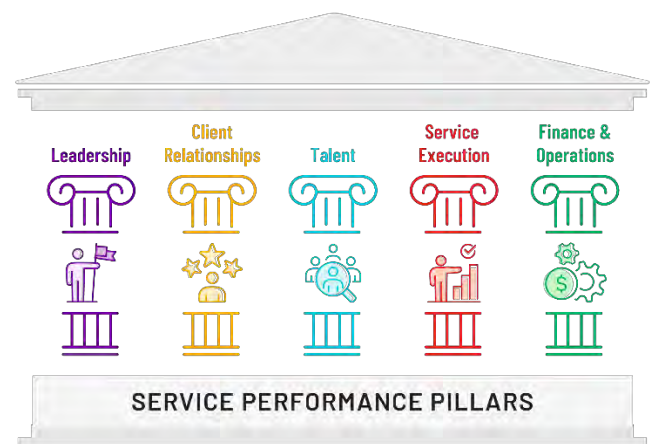 Leadership
Client
Relationships
Talent
Service
Execution
Finance &
Operations
$
SERVICE PERFORMANCE PILLARS